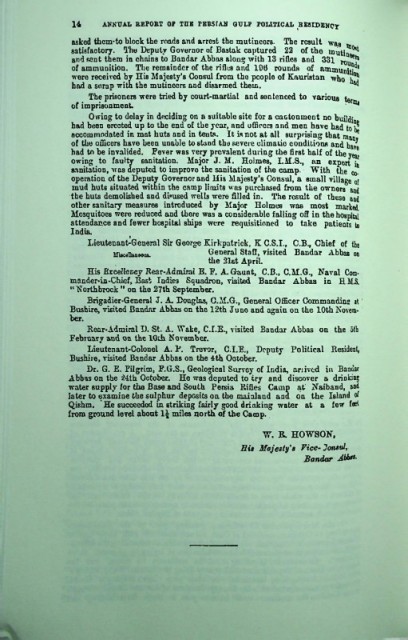 14 ANNUAL REPORT OF THE PERSIAN GULF POLITICAL RESIDENCY
asked them to block the roads and arrest the mutineers. The result was most
satisfactory. The Deputy Governor of Bastak captured 22 of the mutineers
and sent them in chains to Bandar Abbas along with 13 rifles and 331 rounds
of ammunition. The remainder of the rifles and 196 rounds of ammunition
were received by His Majesty's Consul from the people of Kauristan who had
had a scrap with the mutineers and disarmed them.
The prisoners were tried by court-martial and sentenced to various terms
of imprisonment.
Owing to delay in deciding on a suitable site for a cantonment no building
had been erected up to the end of the year, and officers and men have had to be
accommodated in mat huts and in tents. It is not at all surprising that many
of the officers have been unable to stand the severe climatic conditions and have
had to be invalided. Fever was very prevalent during the first half of the year
owing to faulty sanitation. Major J. M. Holmes, I.M.S., an expert in
sanitation, was deputed to improve the sanitation of the camp. With the co-
operation of the Deputy Governor and His Majesty's Consul, a small village of
mud huts situated within the camp limits was purchased from the owners and
the huts demolished and disused wells were filled in. The result of these and
other sanitary measures introduced by Major Holmes was most marked.
Mosquitoes were reduced and there was a considerable falling off in the hospital
attendance and fewer hospital ships were requisitioned to take patients to
India.
Lieutenant-General Sir George Kirkpatrick, K.C.S.I., C.B., Chief of the
Miscellaneous. General Staff, visited Bandar Abbas on
the 21st April.
His Excellency Rear-Admiral E. F. A. Gaunt, C.B., C.M.G., Naval Com-
mander-in-Chief, East Indies Squadron, visited Bandar Abbas in H.M.S.
"Northbrook" on the 27th September.
Brigadier-General J. A. Douglas, C.M.G., General Officer Commanding at
Bushire, visited Bandar Abbas on the 12th June and again on the 10th Novem-
ber.
Rear-Admiral D. St. A. Wake, C.I.E., visited Bandar Abbas on the 5th
February and on the 16th November.
Lieutenant-Colonel A. P. Trevor, C.I.E., Deputy Political Resident,
Bushire, visited Bandar Abbas on the 4th October.
Dr. G. E. Pilgrim, F.G.S., Geological Survey of India, arrived in Bandar
Abbas on the 24th October. He was deputed to try and discover a drinking
water supply for the Base and South Persia Rifles Camp at Naiband, and
later to examine the sulphur deposits on the mainland and on the Island of
Qishm. He succeeded in striking fairly good drinking water at a few feet
from ground level about 1½ miles north of the Camp.
W. R. HOWSON,
His Majesty's Vice-Consul,
Bandar Abbas.